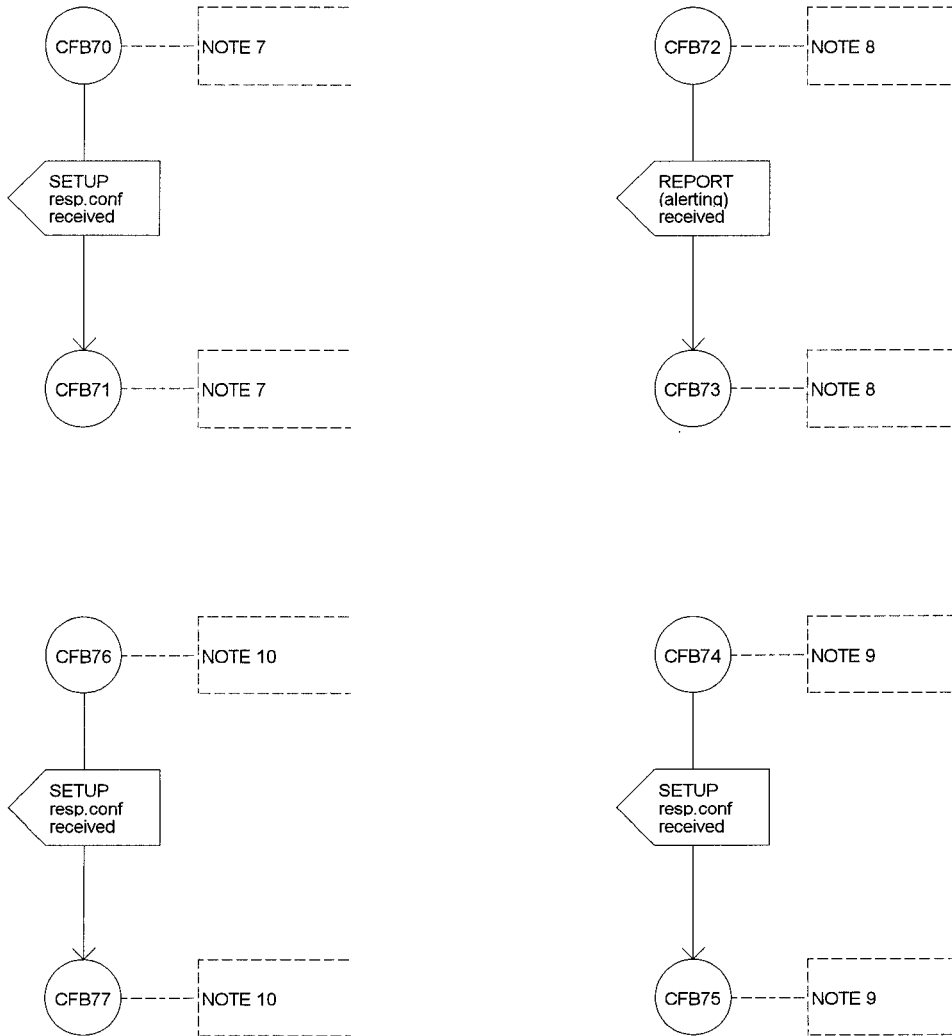 CFB70
NOTE 7
SETUP
resp.conf
received
CFB71
NOTE 7
CFB72
NOTE 8
REPORT
(alerting)
received
CFB73
NOTE 8
CFB76
NOTE 10
SETUP
resp.conf
received
CFB77
NOTE 10
CFB74
NOTE 9
SETUP
resp.conf
received
CFB75
NOTE 9